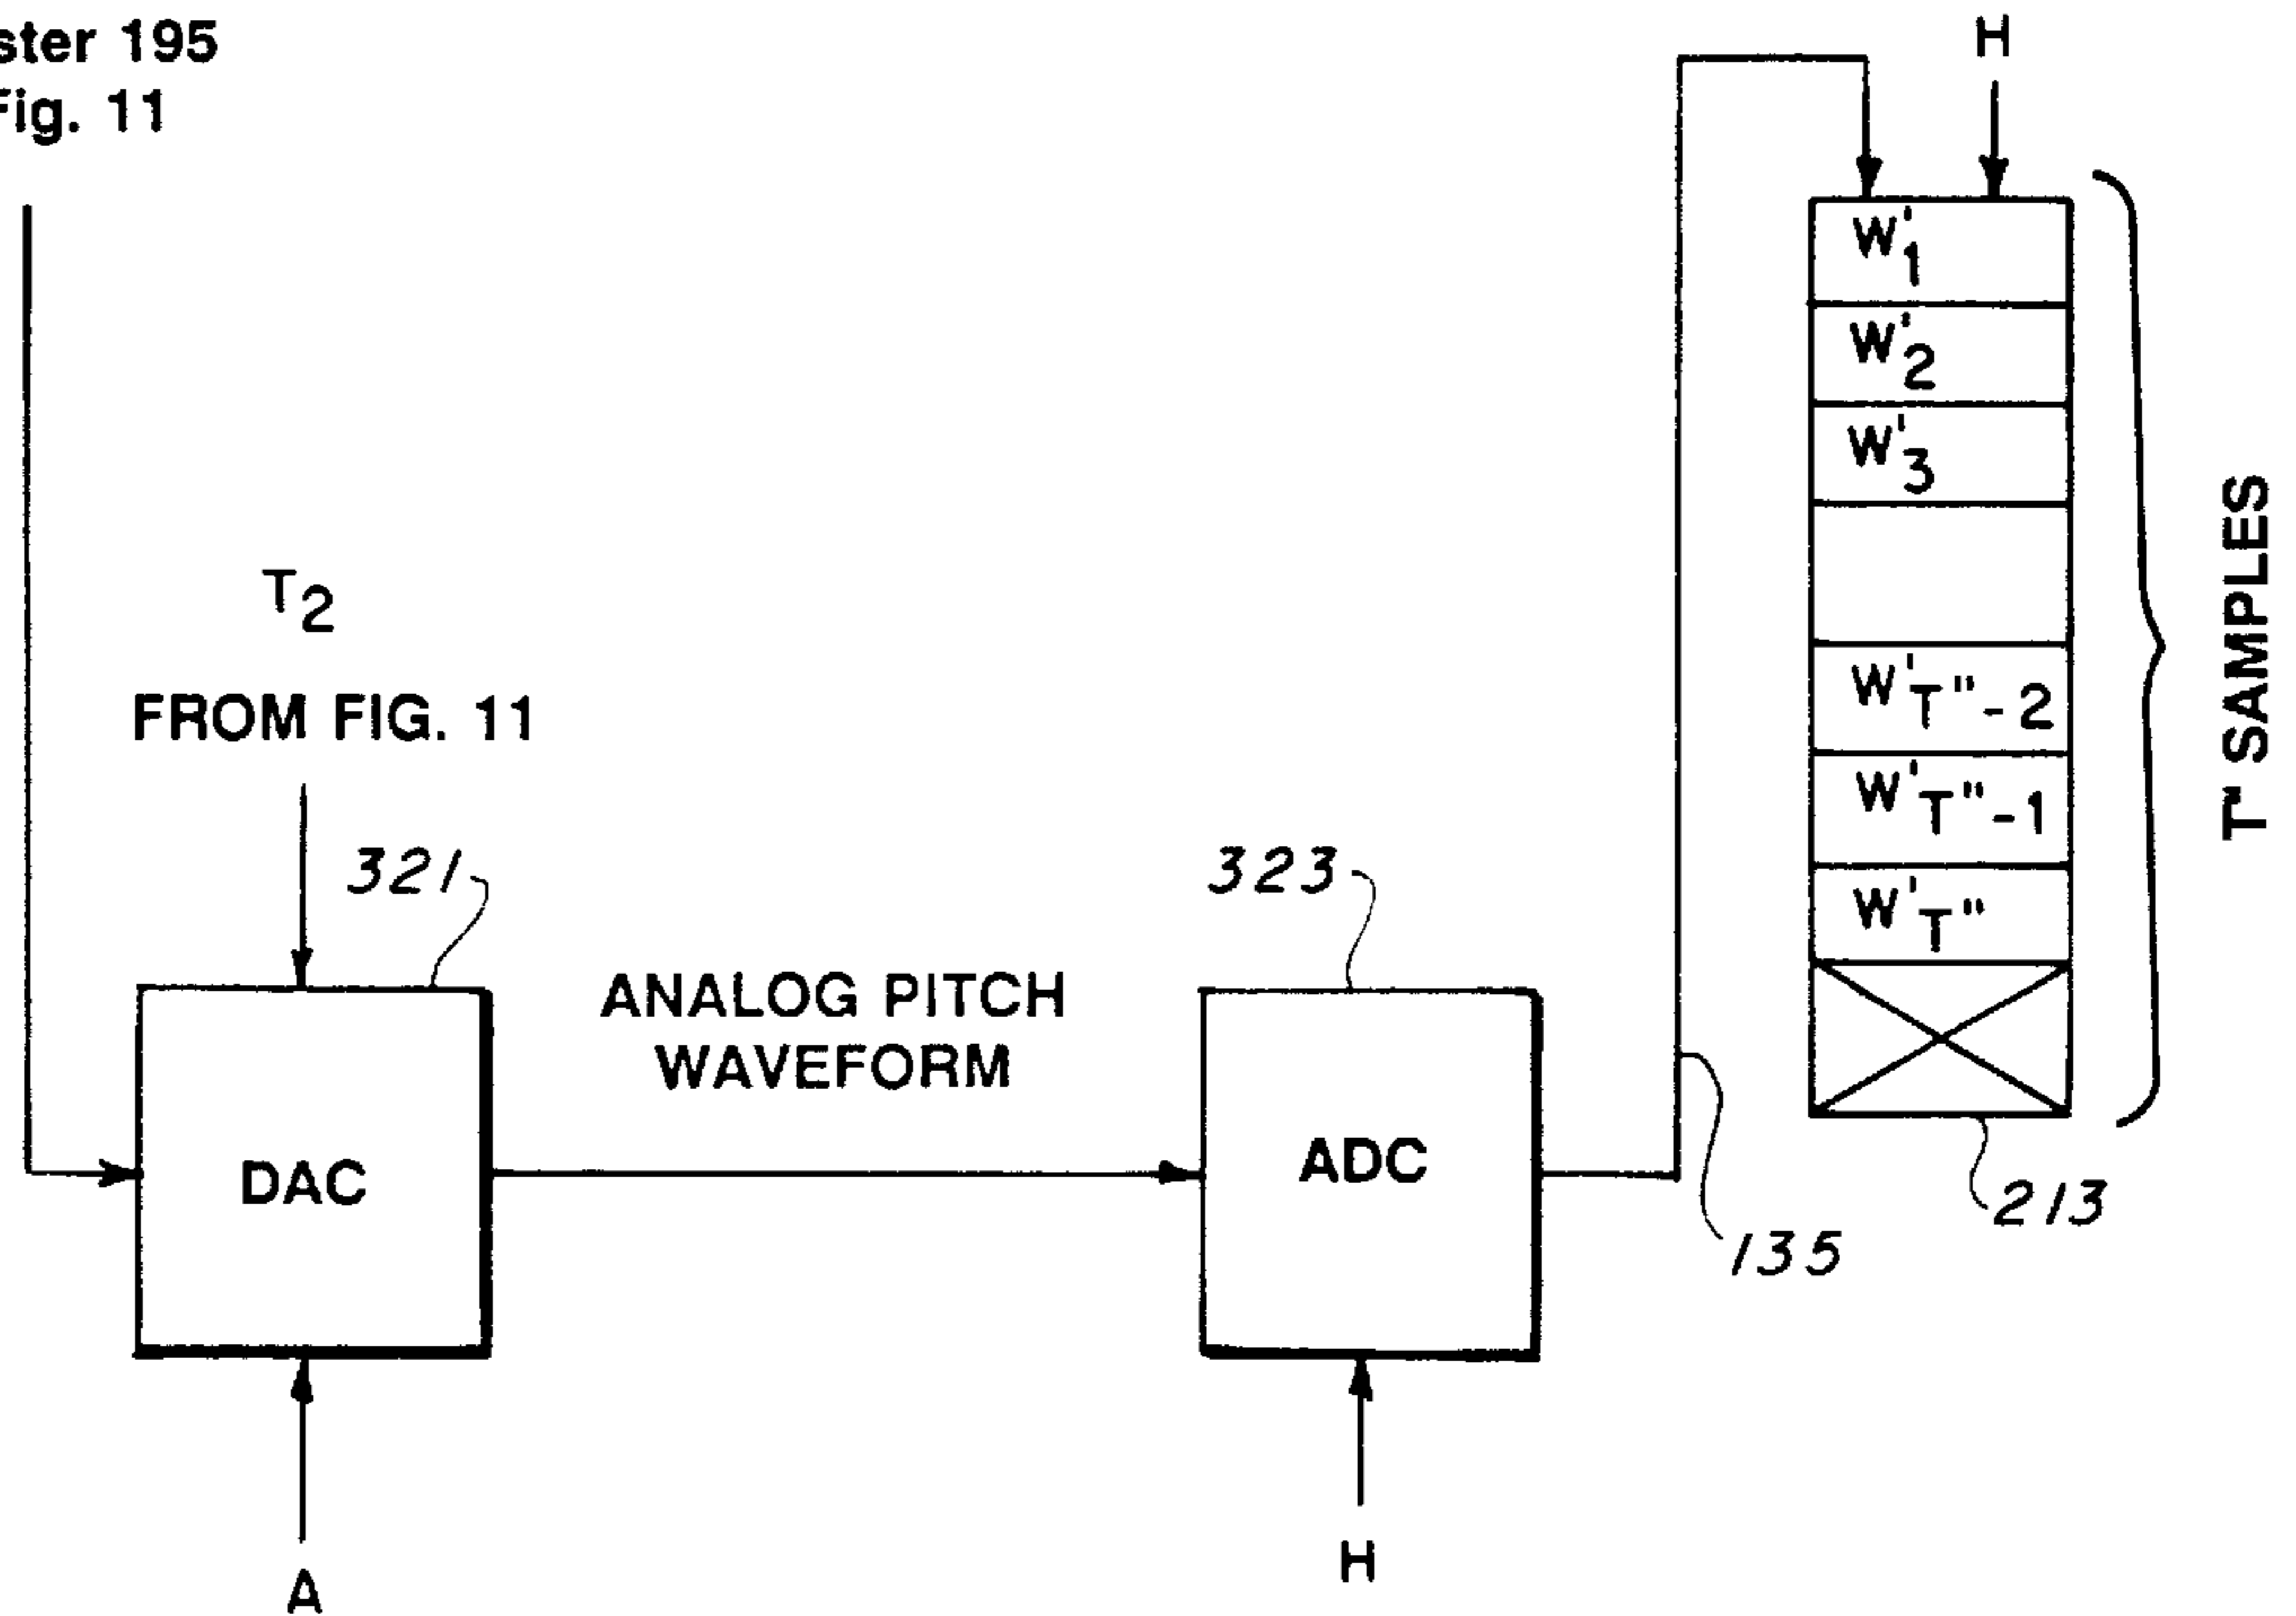 ster 195
Fig. 11
H
W'1
W'2
W'3
W'T"-2
W'T"-1
W'T"
T" SAMPLES
T2
FROM FIG. 11
321
323
ANALOG PITCH
WAVEFORM
DAC
ADC
135
213
A
H